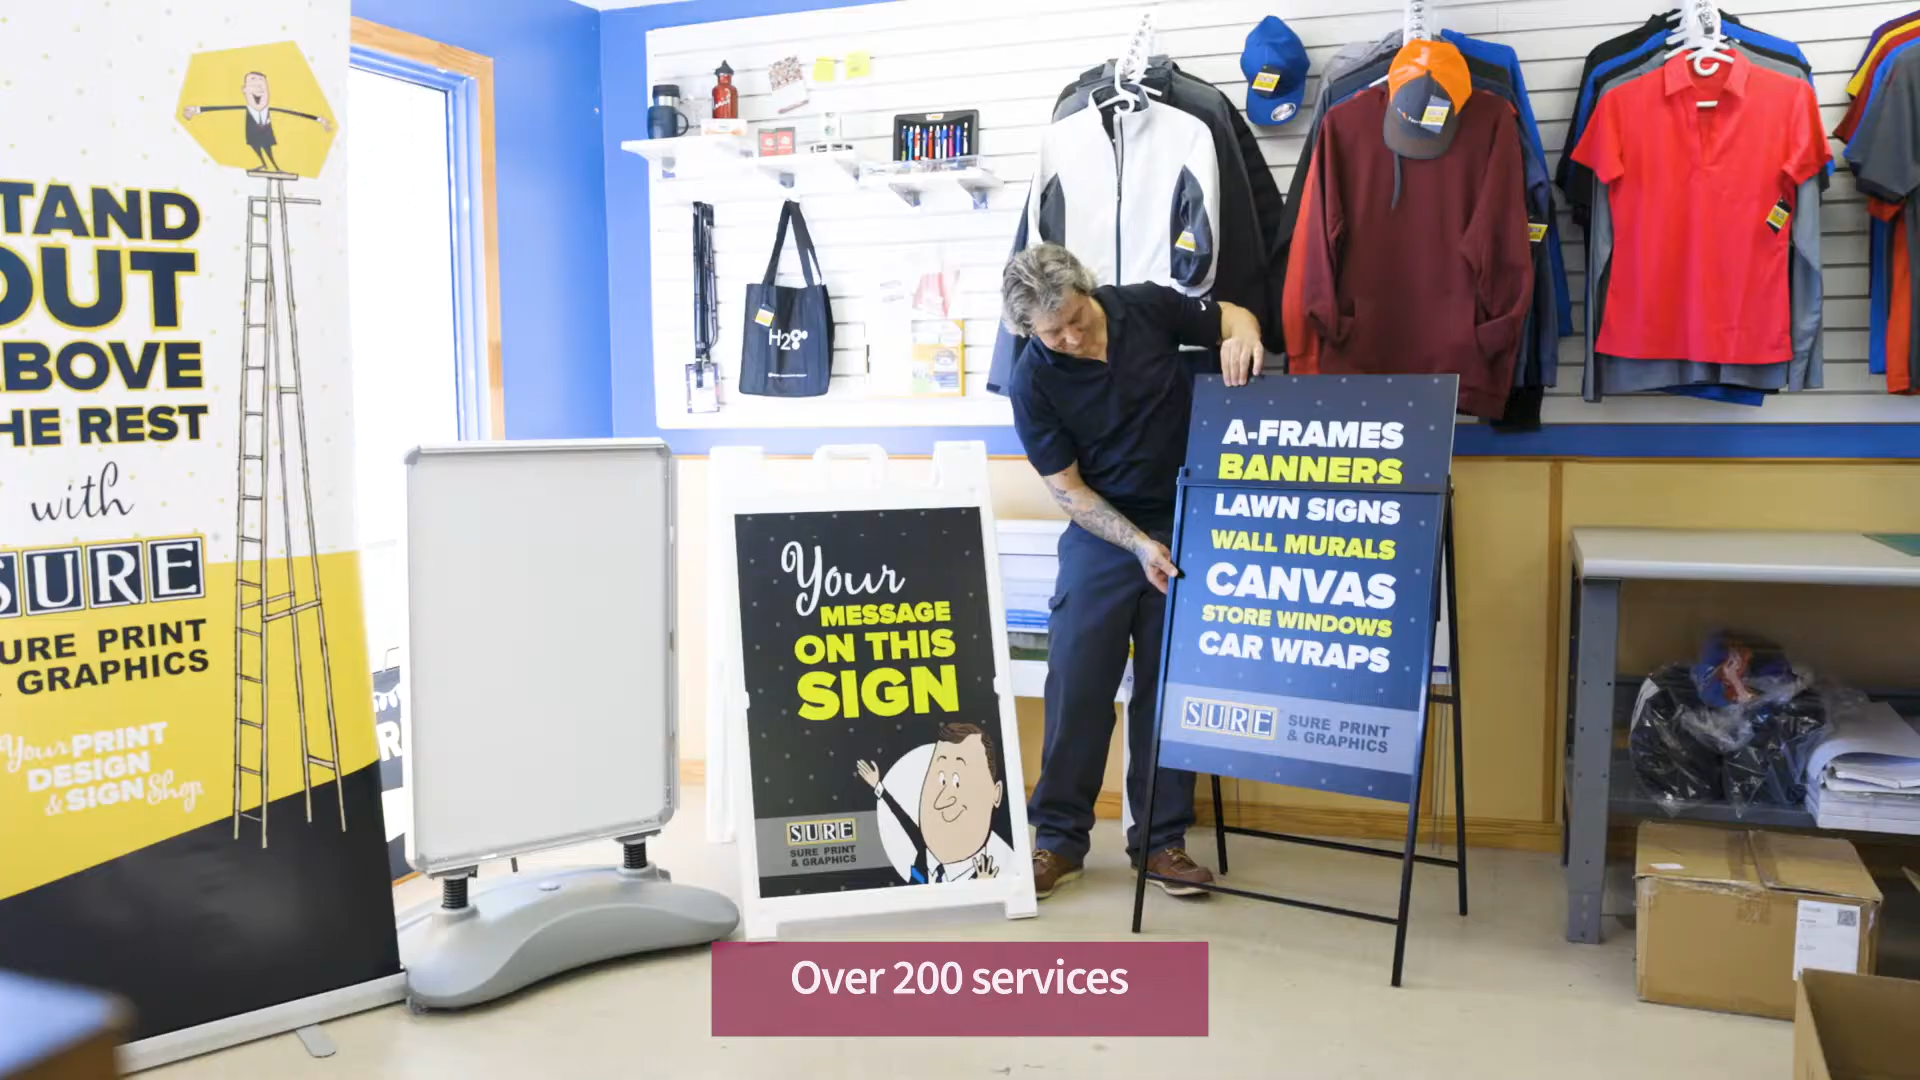 TAND
OUT
ABOVE
HE REST
with
SURE
URE PRINT
GRAPHICS
Your PRINT
DESIGN
& SIGN Shop
H2O
Your
MESSAGE
ON THIS
SIGN
SURE
SURE PRINT
& GRAPHICS
A-FRAMES
BANNERS
LAWN SIGNS
WALL MURALS
CANVAS
STORE WINDOWS
CAR WRAPS
SURE
SURE PRINT
& GRAPHICS
Over 200 services